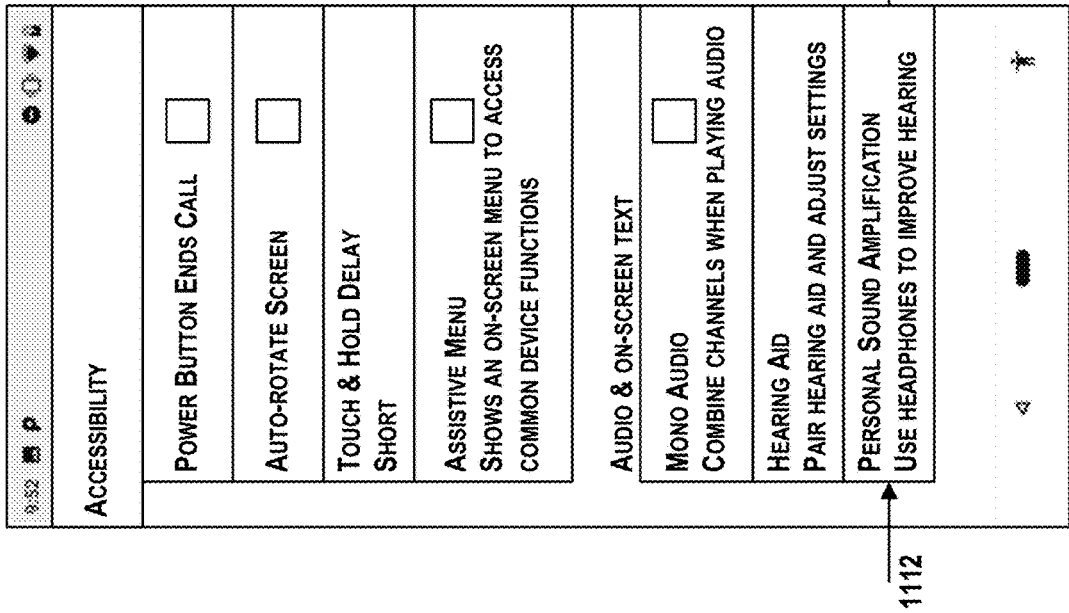 9:52
ACCESSIBILITY
POWER BUTTON ENDS CALL
AUTO-ROTATE SCREEN
TOUCH & HOLD DELAY
SHORT
ASSISTIVE MENU
SHOWS AN ON-SCREEN MENU TO ACCESS
COMMON DEVICE FUNCTIONS
AUDIO & ON-SCREEN TEXT
MONO AUDIO
COMBINE CHANNELS WHEN PLAYING AUDIO
HEARING AID
PAIR HEARING AID AND ADJUST SETTINGS
PERSONAL SOUND AMPLIFICATION
USE HEADPHONES TO IMPROVE HEARING
1112